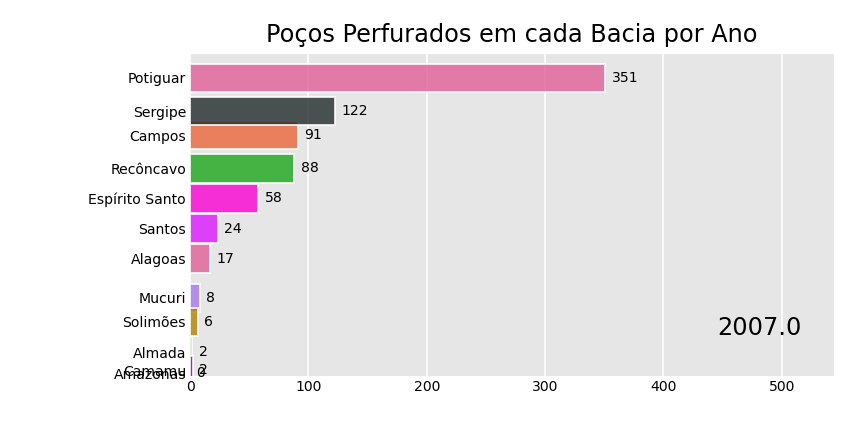 Poços Perfurados em cada Bacia por Ano
Potiguar 351
Sergipe 122
Campos 91
Recôncavo 88
Espírito Santo 58
Santos 24
Alagoas 17
Mucuri 8
Solimões 6
2007.0
Almada 2
Camamu 2
Amazonas 0
0 100 200 300 400 500